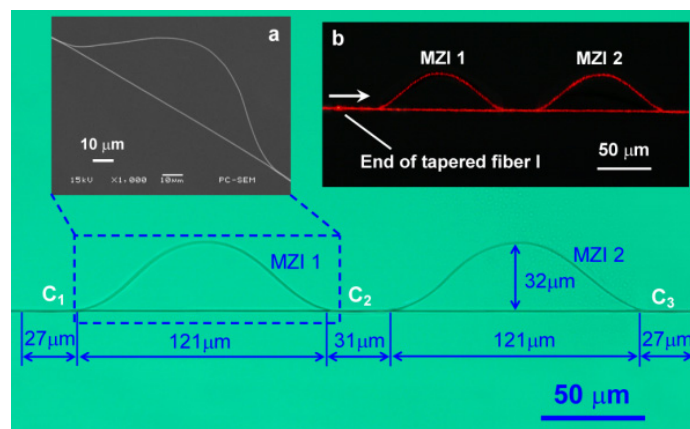 a
10 μm
15kV X1,000 10μm PC-SEM
b
MZI 1 MZI 2
End of tapered fiber I
50 μm
MZI 1
MZI 2
C1
C2
C3
32μm
27μm
121μm
31μm
121μm
27μm
50 μm